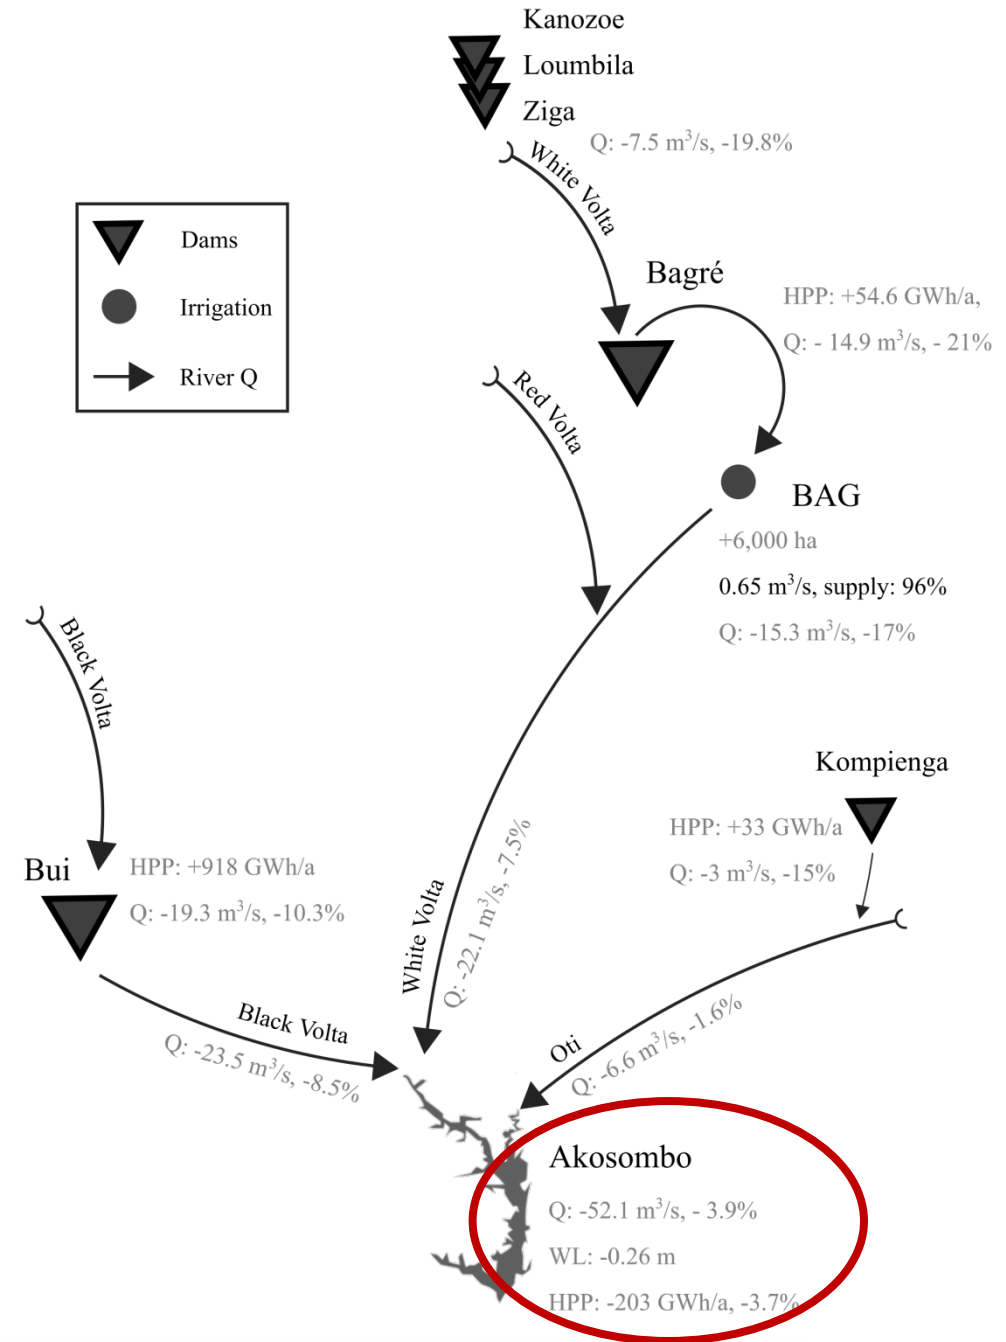 Kanozoe
Loumbila
Ziga
Q: -7.5 m³/s, -19.8%
White Volta
Dams
Irrigation
River Q
Bagré
HPP: +54.6 GWh/a,
Q: - 14.9 m³/s, - 21%
Red Volta
BAG
+6,000 ha
0.65 m³/s, supply: 96%
Q: -15.3 m³/s, -17%
Black Volta
Kompienga
HPP: +33 GWh/a
Q: -3 m³/s, -15%
Bui
HPP: +918 GWh/a
Q: -19.3 m³/s, -10.3%
White Volta
Q: -22.1 m³/s, -7.5%
Black Volta
Q: -23.5 m³/s, -8.5%
Oti
Q: -6.6 m³/s, -1.6%
Akosombo
Q: -52.1 m³/s, - 3.9%
WL: -0.26 m
HPP: -203 GWh/a, -3.7%